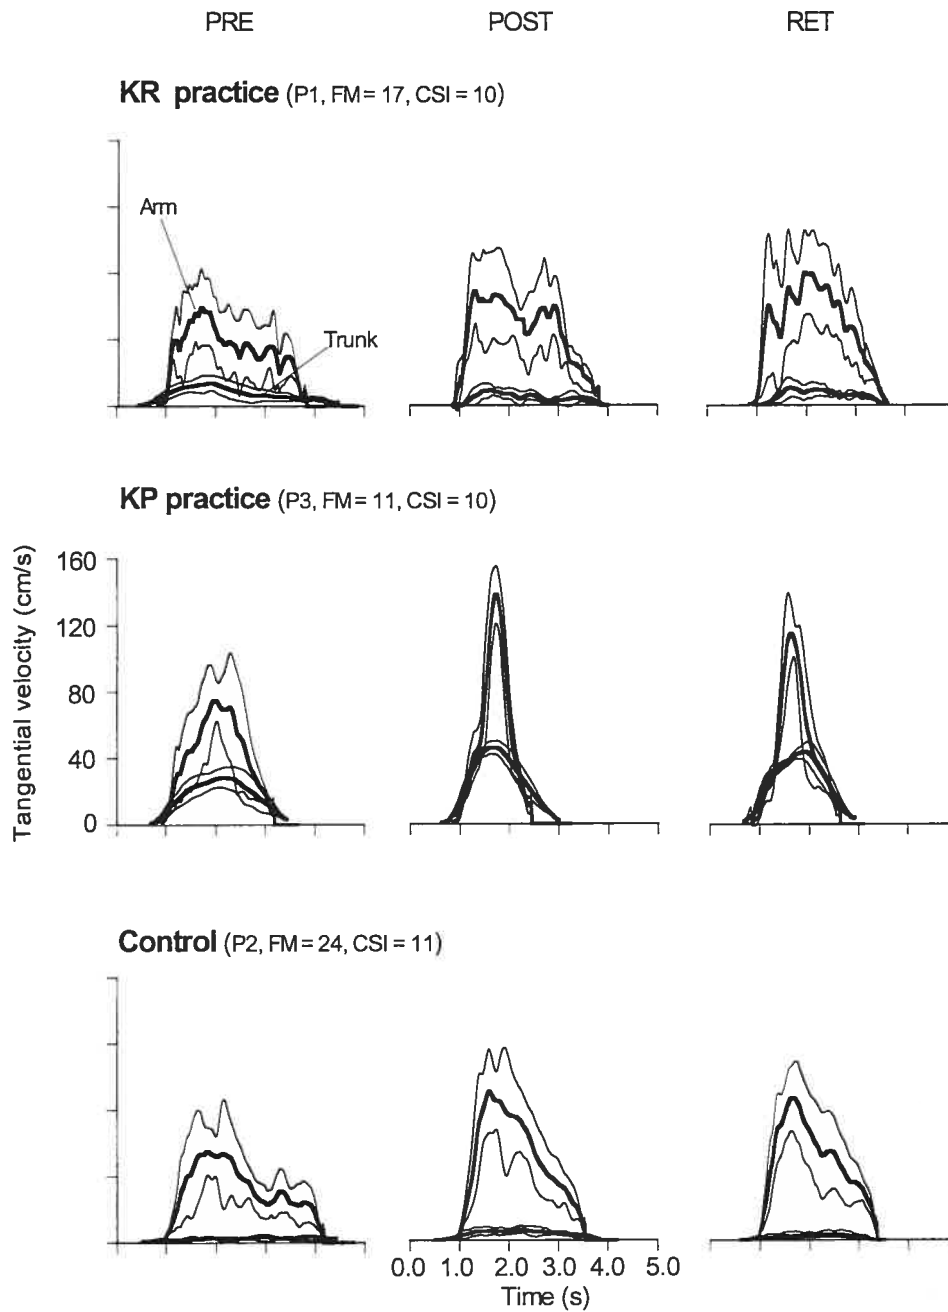 PRE POST RET
KR practice (P1, FM = 17, CSI = 10)
Arm
Trunk
KP practice (P3, FM = 11, CSI = 10)
Tangential velocity (cm/s)
160
120
80
40
0
Control (P2, FM = 24, CSI = 11)
0.0 1.0 2.0 3.0 4.0 5.0
Time (s)